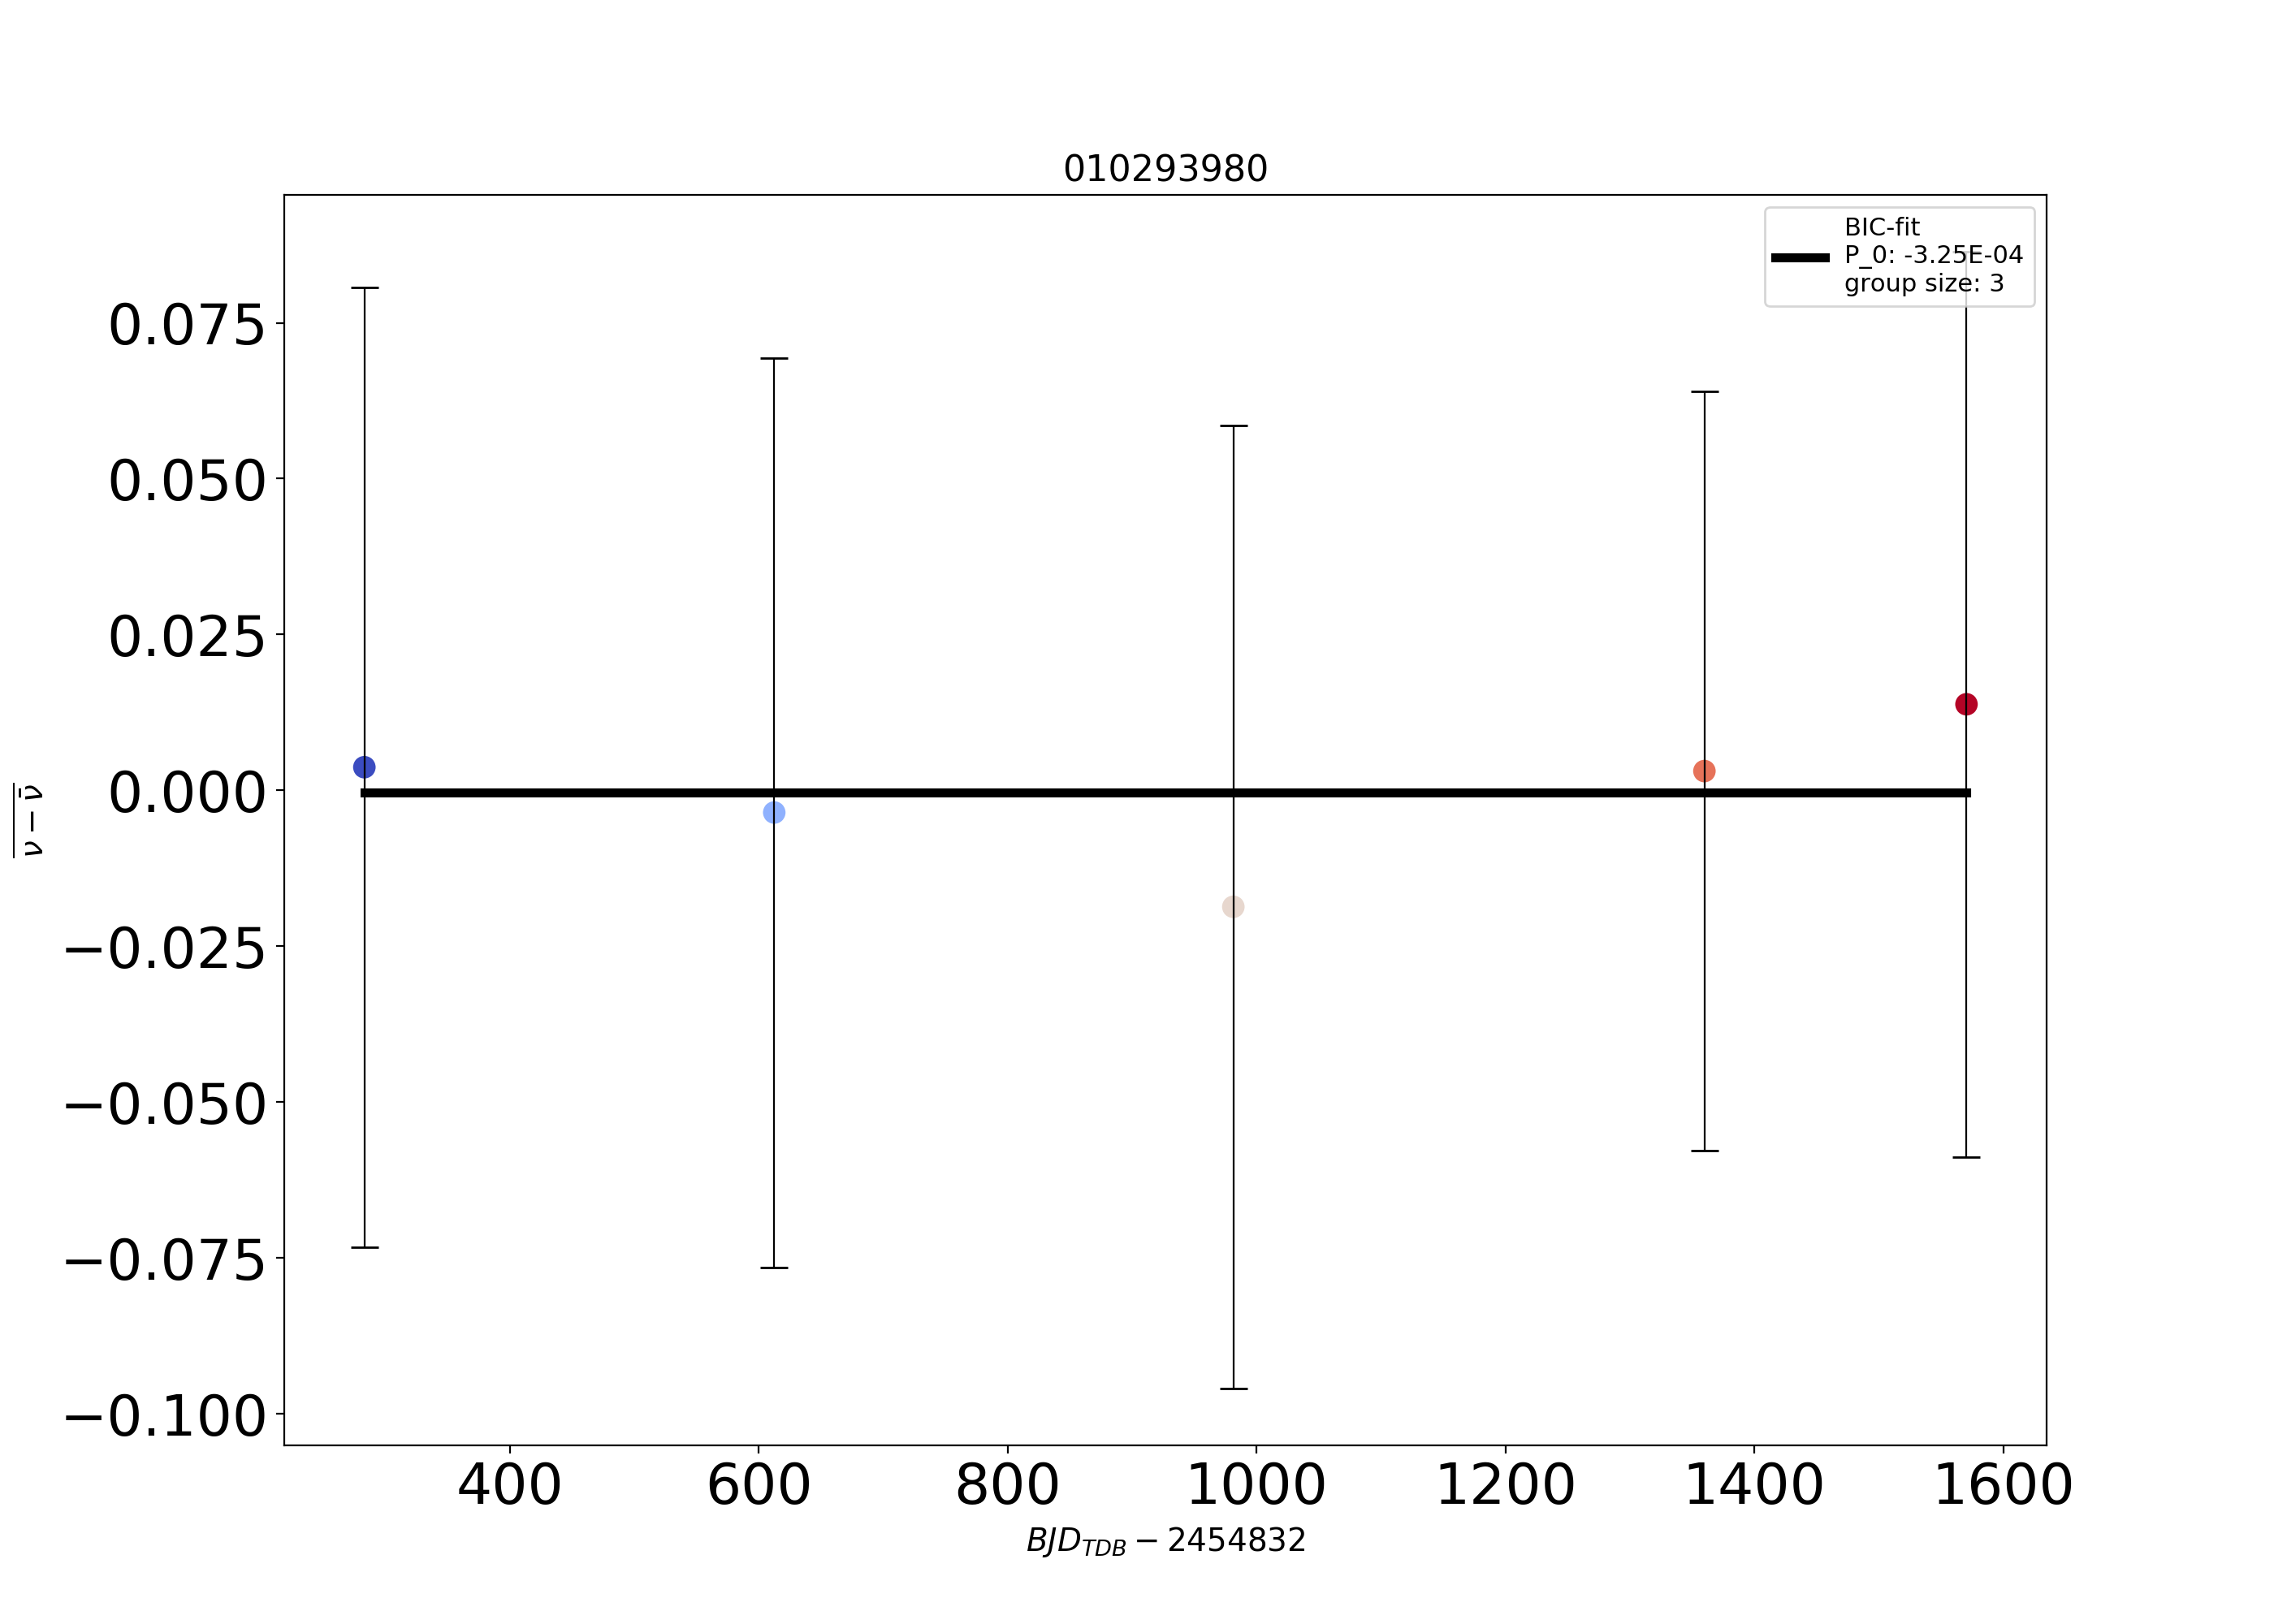 010293980
BIC-fit
P_0: -3.25E-04
group size: 3
0.075
0.050
0.025
0.000
−0.025
−0.050
−0.075
−0.100
ν − ν̄
400 600 800 1000 1200 1400 1600
BJD_TDB − 2454832